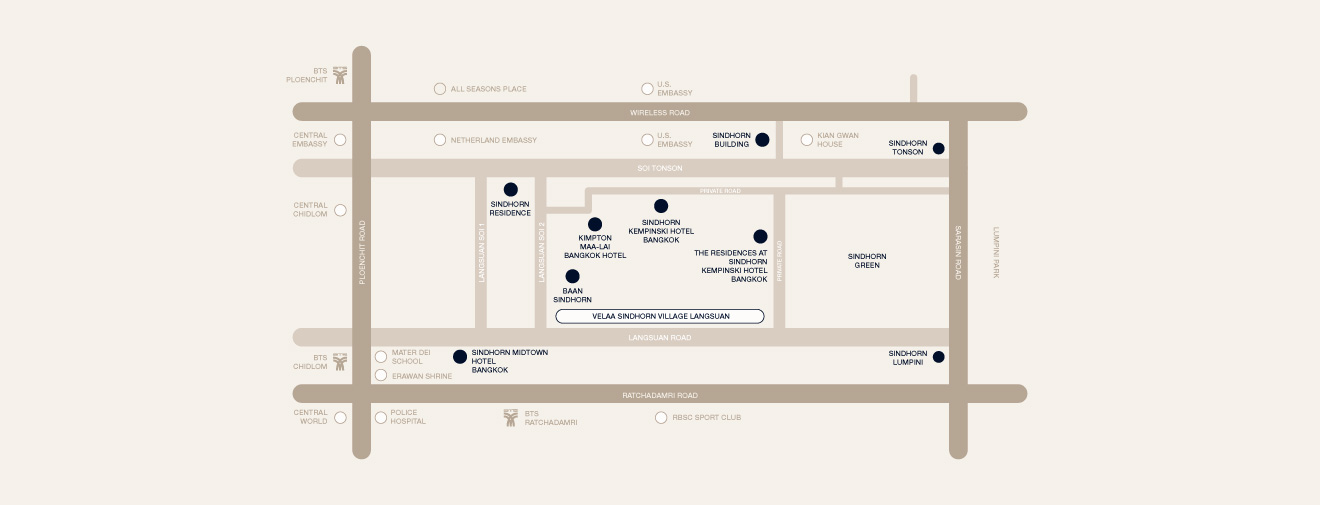 BTS
PLOENCHIT
ALL SEASONS PLACE
U.S.
EMBASSY
WIRELESS ROAD
CENTRAL
EMBASSY
NETHERLAND EMBASSY
U.S.
EMBASSY
SINDHORN
BUILDING
KIAN GWAN
HOUSE
SINDHORN
TONSON
SOI TONSON
PRIVATE ROAD
CENTRAL
CHIDLOM
SINDHORN
RESIDENCE
SINDHORN
KEMPINSKI HOTEL
BANGKOK
KIMPTON
MAA-LAI
BANGKOK HOTEL
THE RESIDENCES AT
SINDHORN
KEMPINSKI HOTEL
BANGKOK
SINDHORN
GREEN
PLOENCHIT ROAD
LANGSUAN SOI 1
LANGSUAN SOI 2
PRIVATE ROAD
SARASIN ROAD
LUMPINI PARK
BAAN
SINDHORN
VELAA SINDHORN VILLAGE LANGSUAN
LANGSUAN ROAD
BTS
CHIDLOM
MATER DEI
SCHOOL
ERAWAN SHRINE
SINDHORN MIDTOWN
HOTEL
BANGKOK
SINDHORN
LUMPINI
RATCHADAMRI ROAD
CENTRAL
WORLD
POLICE
HOSPITAL
BTS
RATCHADAMRI
RBSC SPORT CLUB